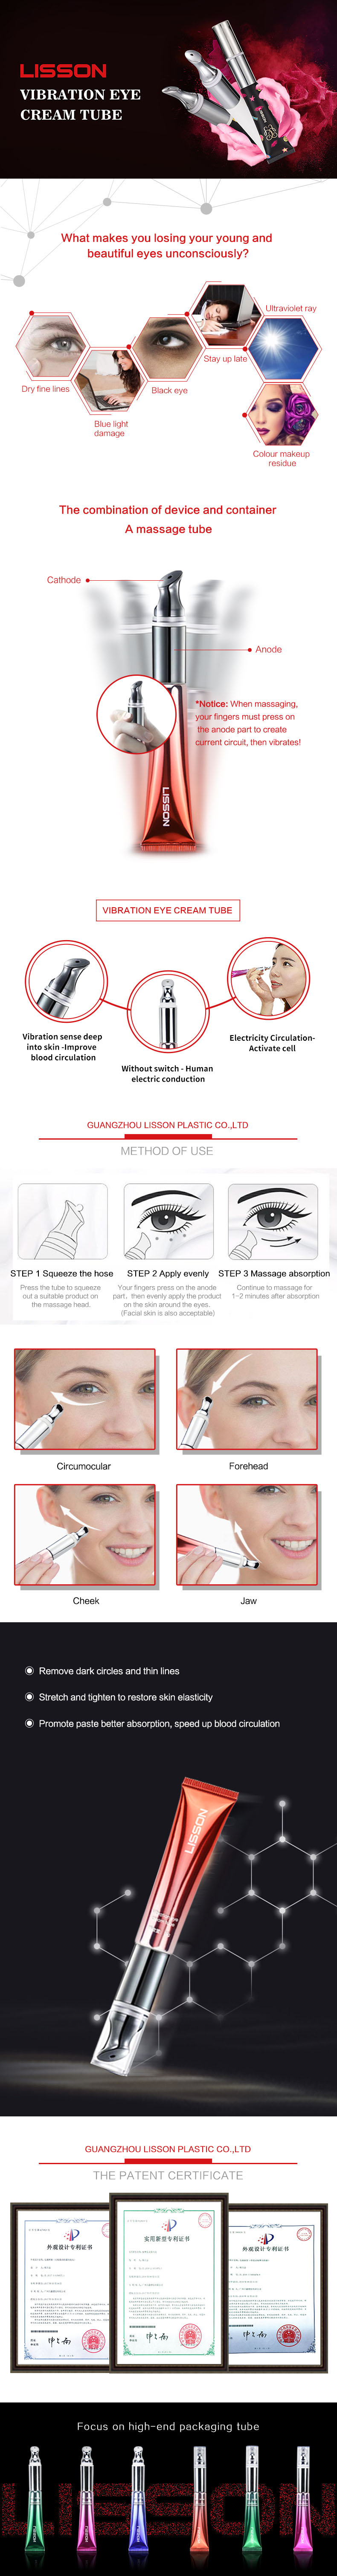 LISSON
VIBRATION EYE
CREAM TUBE
What makes you losing your young and
beautiful eyes unconsciously?
Ultraviolet ray
Stay up late
Dry fine lines
Black eye
Blue light
damage
Colour makeup
residue
The combination of device and container
A massage tube
Cathode
Anode
*Notice: When massaging,
your fingers must press on
the anode part to create
current circuit, then vibrates!
LISSON
VIBRATION EYE CREAM TUBE
Vibration sense deep
into skin -Improve
blood circulation
Without switch - Human
electric conduction
Electricity Circulation-
Activate cell
GUANGZHOU LISSON PLASTIC CO.,LTD
METHOD OF USE
STEP 1 Squeeze the hose
Press the tube to squeeze
out a suitable product on
the massage head.
STEP 2 Apply evenly
Your fingers press on the anode
part, then evenly apply the product
on the skin around the eyes.
(Facial skin is also acceptable)
STEP 3 Massage absorption
Continue to massage for
1-2 minutes after absorption
Circumocular
Forehead
Cheek
Jaw
Remove dark circles and thin lines
Stretch and tighten to restore skin elasticity
Promote paste better absorption, speed up blood circulation
LISSON
GUANGZHOU LISSON PLASTIC CO.,LTD
THE PATENT CERTIFICATE
外观设计专利证书
实用新型专利证书
外观设计专利证书
Focus on high-end packaging tube
LISSON